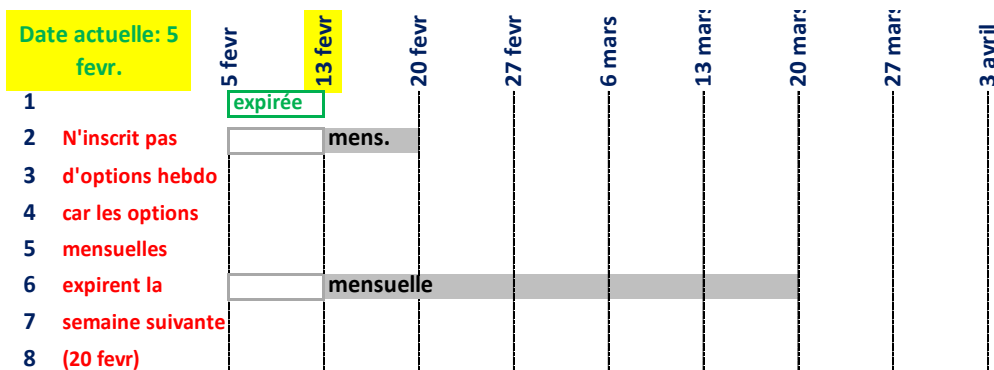 Date actuelle: 5
fevr.
5 fevr
13 fevr
20 fevr
27 fevr
6 mars
13 mars
20 mars
27 mars
3 avril
1 expirée
2 N'inscrit pas mens.
3 d'options hebdo
4 car les options
5 mensuelles
6 expirent la mensuelle
7 semaine suivante
8 (20 fevr)